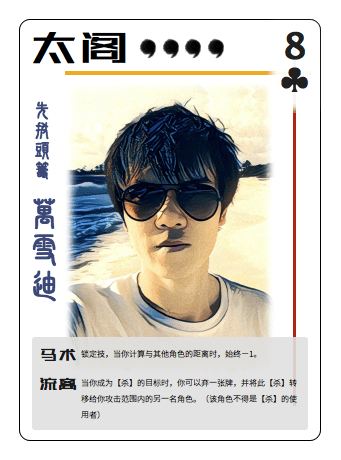 太阁
8
先拔頭籌
萬雪迪
马术 锁定技，当你计算与其他角色的距离时，始终－1。
流离 当你成为【杀】的目标时，你可以弃一张牌，并将此【杀】转
移给你攻击范围内的另一名角色。（该角色不得是【杀】的使
用者）